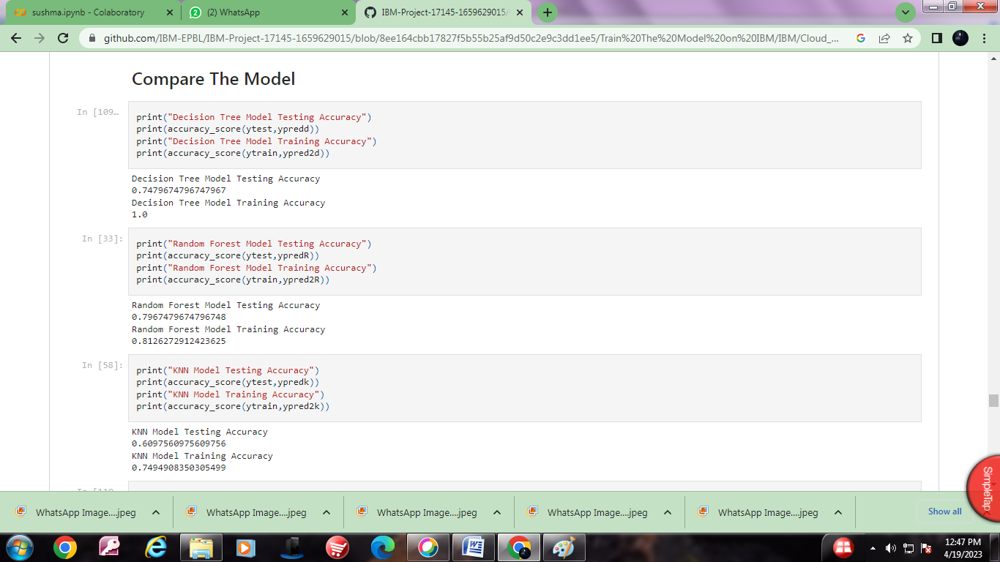 sushma.ipynb - Colaboratory
(2) WhatsApp
IBM-Project-17145-1659629015/
github.com/IBM-EPBL/IBM-Project-17145-1659629015/blob/8ee164cbb17827f5b55b25af9d50c2e9c3dd1ee5/Train%20The%20Model%20on%20IBM/IBM/Cloud_...
Compare The Model
In [109…
print("Decision Tree Model Testing Accuracy")
print(accuracy_score(ytest,ypredd))
print("Decision Tree Model Training Accuracy")
print(accuracy_score(ytrain,ypred2d))
Decision Tree Model Testing Accuracy
0.7479674796747967
Decision Tree Model Training Accuracy
1.0
In [33]:
print("Random Forest Model Testing Accuracy")
print(accuracy_score(ytest,ypredR))
print("Random Forest Model Training Accuracy")
print(accuracy_score(ytrain,ypred2R))
Random Forest Model Testing Accuracy
0.7967479674796748
Random Forest Model Training Accuracy
0.8126272912423625
In [58]:
print("KNN Model Testing Accuracy")
print(accuracy_score(ytest,ypredk))
print("KNN Model Training Accuracy")
print(accuracy_score(ytrain,ypred2k))
KNN Model Testing Accuracy
0.6097560975609756
KNN Model Training Accuracy
0.7494908350305499
SimpleTap
WhatsApp Image....jpeg
WhatsApp Image....jpeg
WhatsApp Image....jpeg
WhatsApp Image....jpeg
WhatsApp Image....jpeg
Show all
12:47 PM
4/19/2023